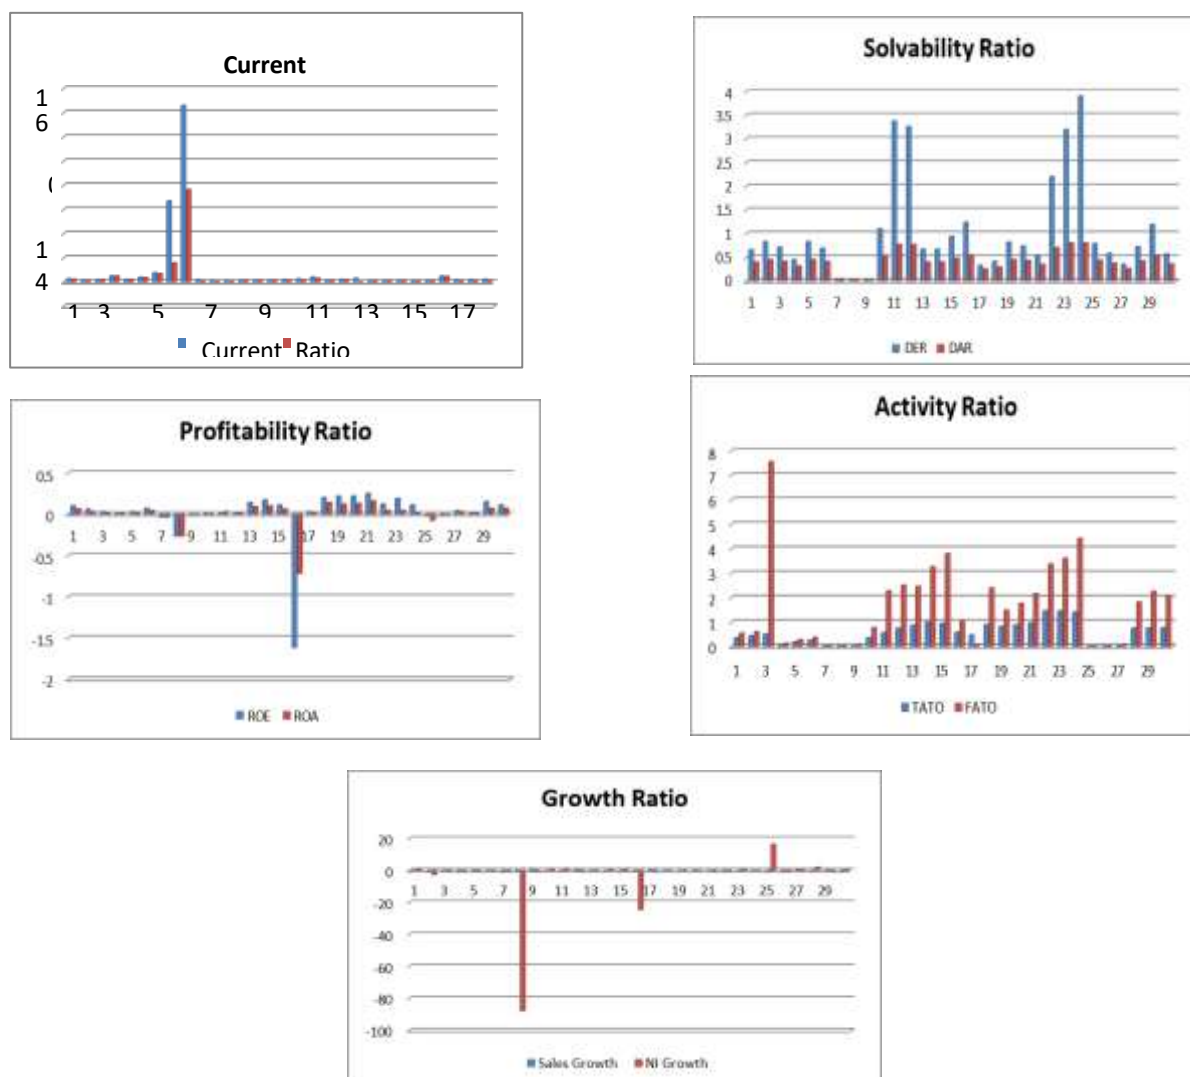 Current
1
6
1
4
1 3 5 7 9 11 13 15 17
Current Ratio
Solvability Ratio
4
3.5
3
2.5
2
1.5
1
0.5
0
1 3 5 7 9 11 13 15 17 19 21 23 25 27 29
DER DAR
Profitability Ratio
0.5
0
-0.5
-1
-1.5
-2
1 3 5 7 9 11 13 15 17 19 21 23 25 27 29
ROE ROA
Activity Ratio
8
7
6
5
4
3
2
1
0
1 3 5 7 9 11 13 15 17 19 21 23 25 27 29
TATO FATO
Growth Ratio
20
0
-20
-40
-60
-80
-100
1 3 5 7 9 11 13 15 17 19 21 23 25 27 29
Sales Growth NI Growth